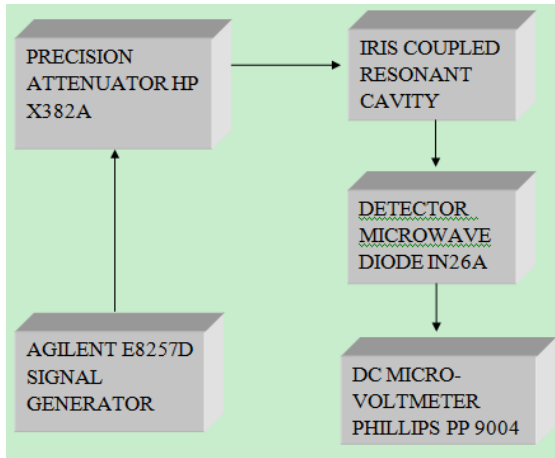 PRECISION
ATTENUATOR HP
X382A
IRIS COUPLED
RESONANT
CAVITY
DETECTOR
MICROWAVE
DIODE IN26A
AGILENT E8257D
SIGNAL
GENERATOR
DC MICRO-
VOLTMETER
PHILLIPS PP 9004